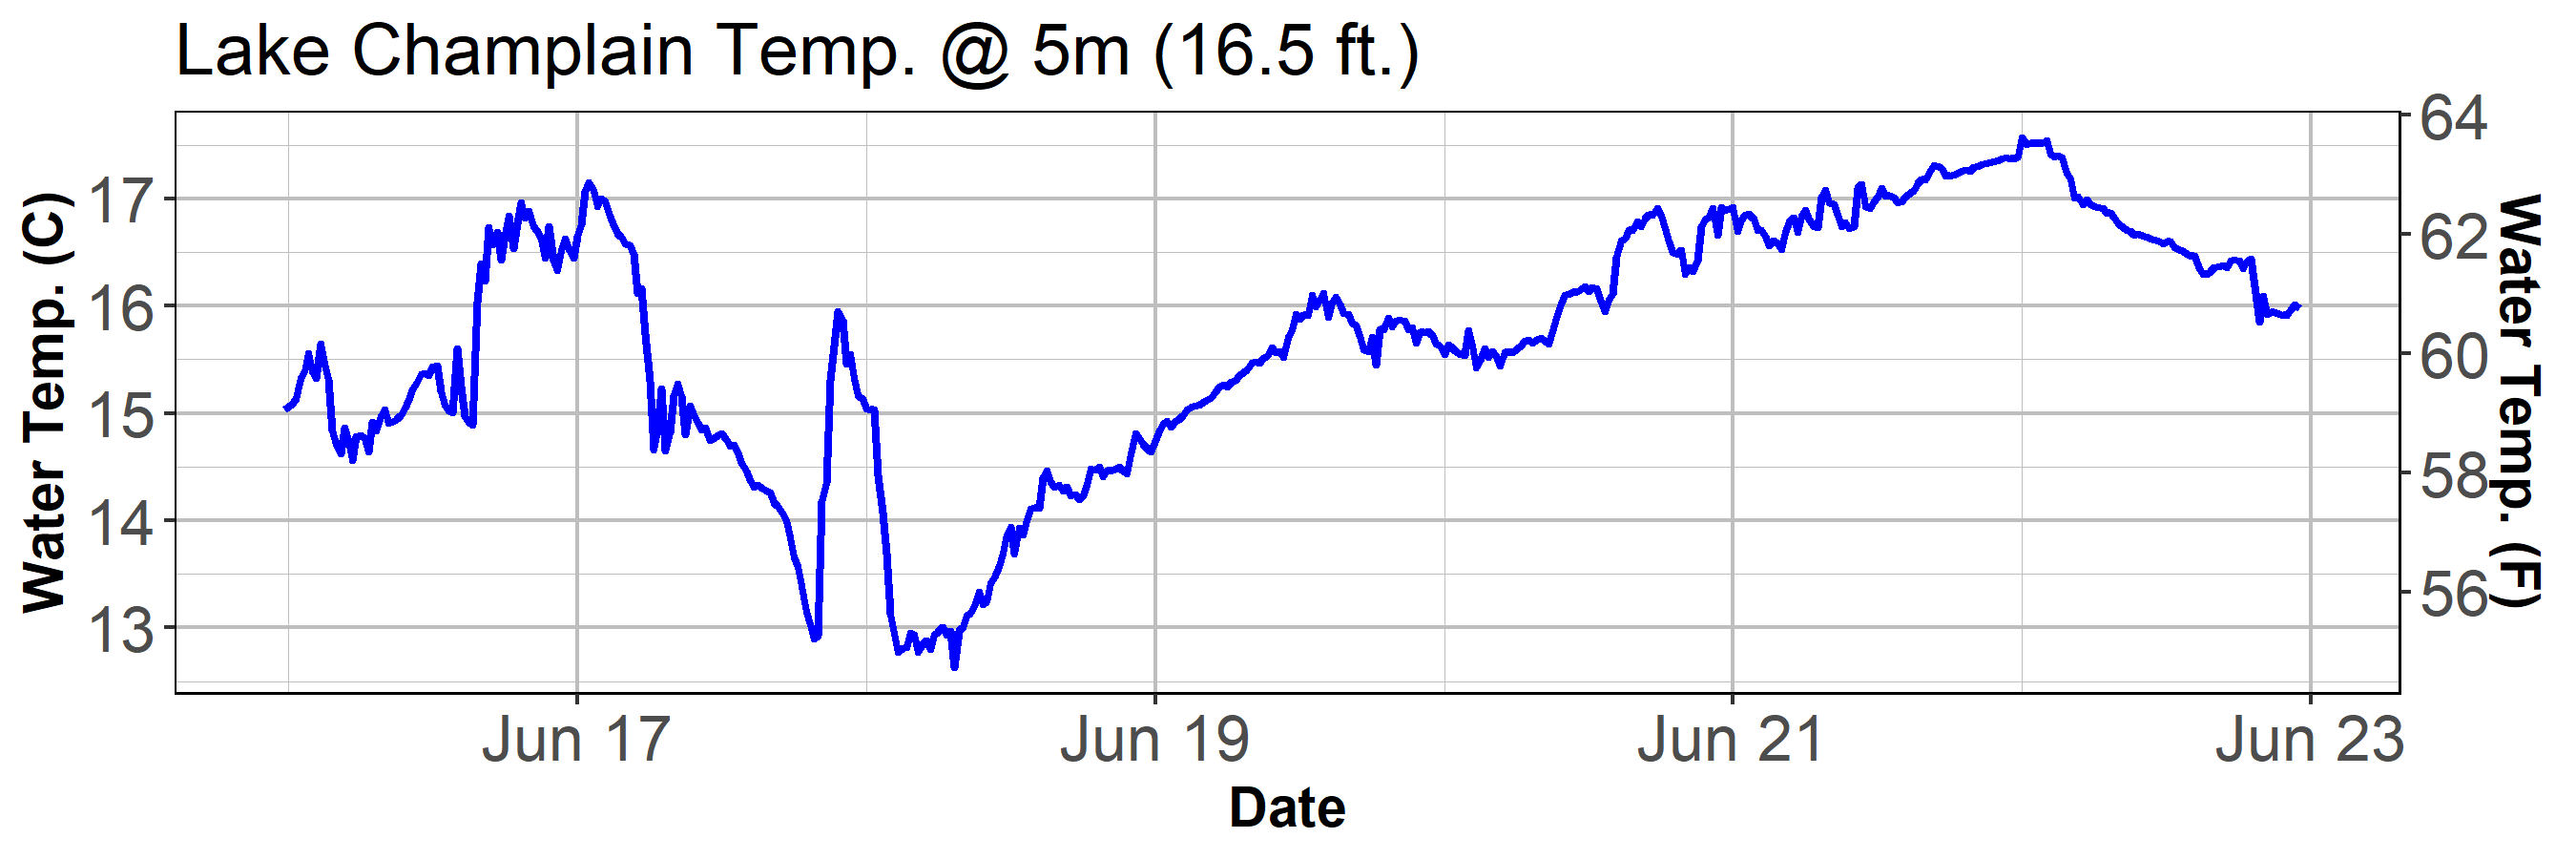 Lake Champlain Temp. @ 5m (16.5 ft.)
Water Temp. (C)
17
16
15
14
13
64
62
60
58
56
Water Temp. (F)
Jun 17 Jun 19 Jun 21 Jun 23
Date